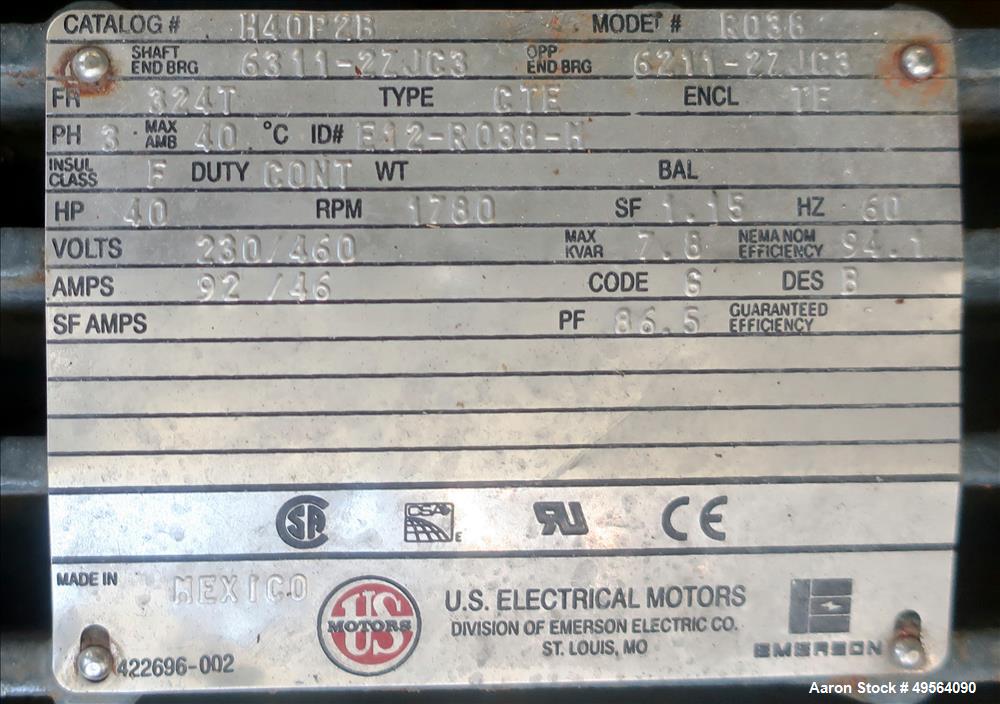 CATALOG # H40P2B MODEL # R038
SHAFT END BRG 6311-2ZJC3 OPP END BRG 6211-2ZJC3
FR 324T TYPE CTE ENCL TE
PH 3 MAX AMB 40 °C ID# E12-R038-M
INSUL CLASS F DUTY CONT WT BAL
HP 40 RPM 1780 SF 1.15 HZ 60
VOLTS 230/460 MAX KVAR 7.8 NEMA NOM EFFICIENCY 94.1
AMPS 92 /46 CODE G DES B
SF AMPS PF 86.5 GUARANTEED EFFICIENCY
SA CSA E RU CE
MADE IN MEXICO
US MOTORS
U.S. ELECTRICAL MOTORS
DIVISION OF EMERSON ELECTRIC CO.
ST. LOUIS, MO
EMERSON
422696-002
Aaron Stock # 49564090